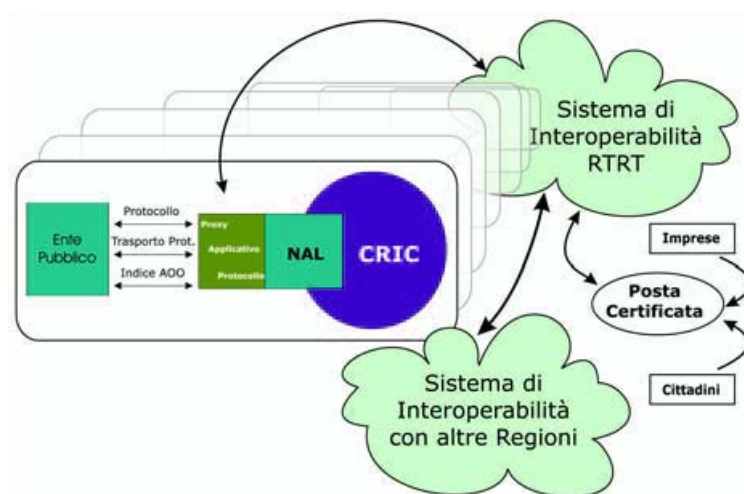 Sistema di
Interoperabilità
RTRT
Protocollo
Trasporto Prot.
Indice AOO
Ente
Pubblico
Proxy
Applicativo
Protocollo
NAL
CRIC
Imprese
Posta
Certificata
Cittadini
Sistema di
Interoperabilità
con altre Regioni